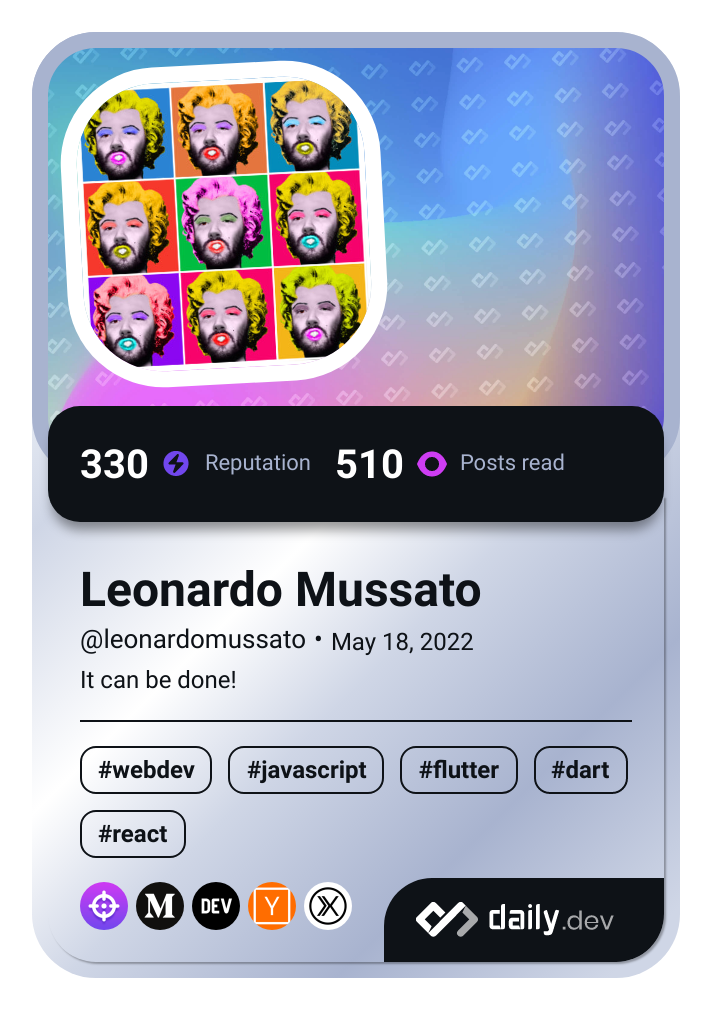 330 Reputation 510 Posts read
Leonardo Mussato
@leonardomussato • May 18, 2022
It can be done!
#webdev #javascript #flutter #dart
#react
M DEV Y daily.dev